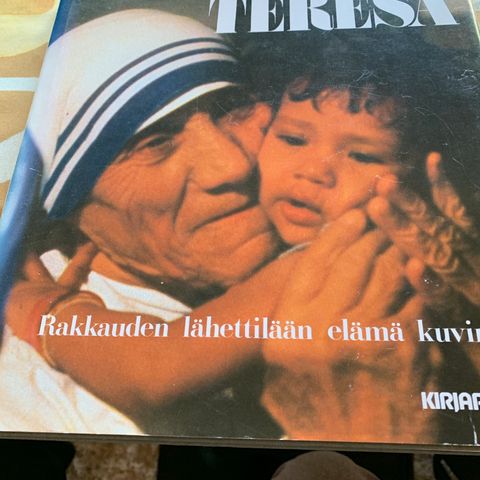 TERESA
Rakkauden lähettilään elämä kuvin
KIRJAP